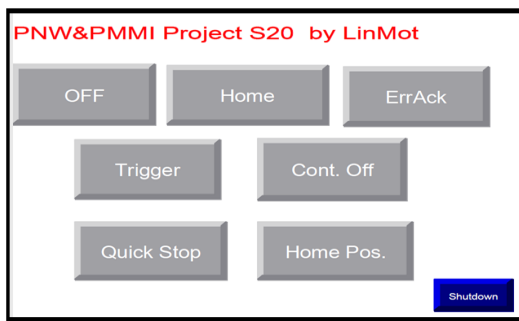 PNW&PMMI Project S20 by LinMot
OFF
Home
ErrAck
Trigger
Cont. Off
Quick Stop
Home Pos.
Shutdown